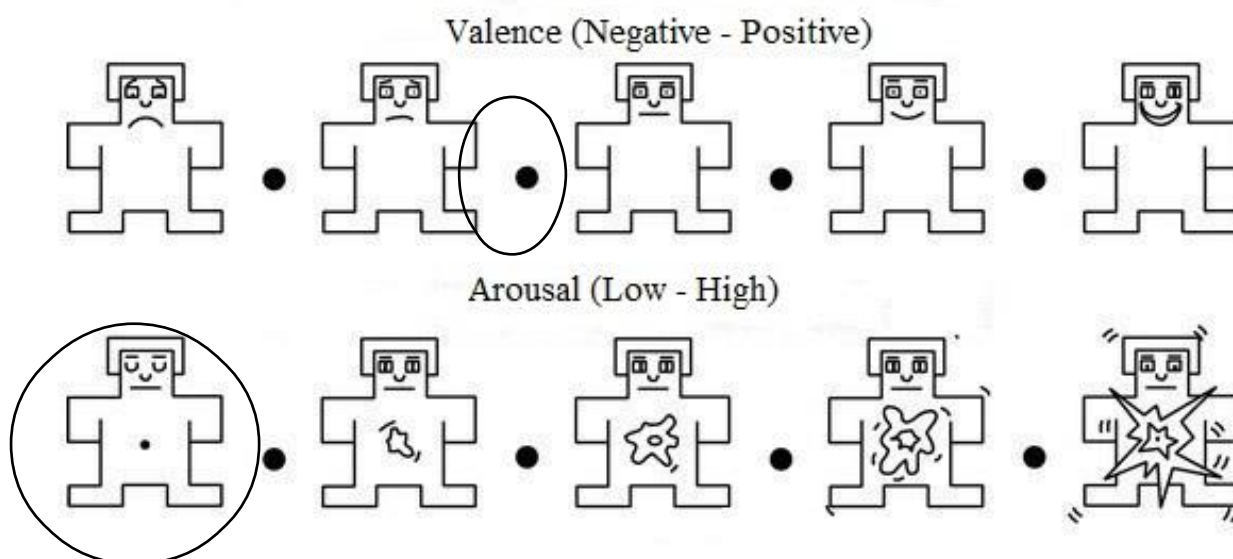 Valence (Negative - Positive)
Arousal (Low - High)